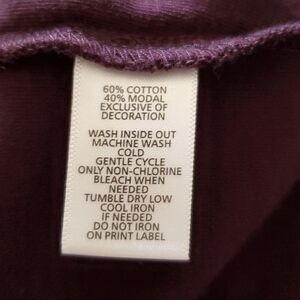 60% COTTON
40% MODAL
EXCLUSIVE OF
DECORATION
WASH INSIDE OUT
MACHINE WASH
COLD
GENTLE CYCLE
ONLY NON-CHLORINE
BLEACH WHEN
NEEDED
TUMBLE DRY LOW
COOL IRON
IF NEEDED
DO NOT IRON
ON PRINT LABEL